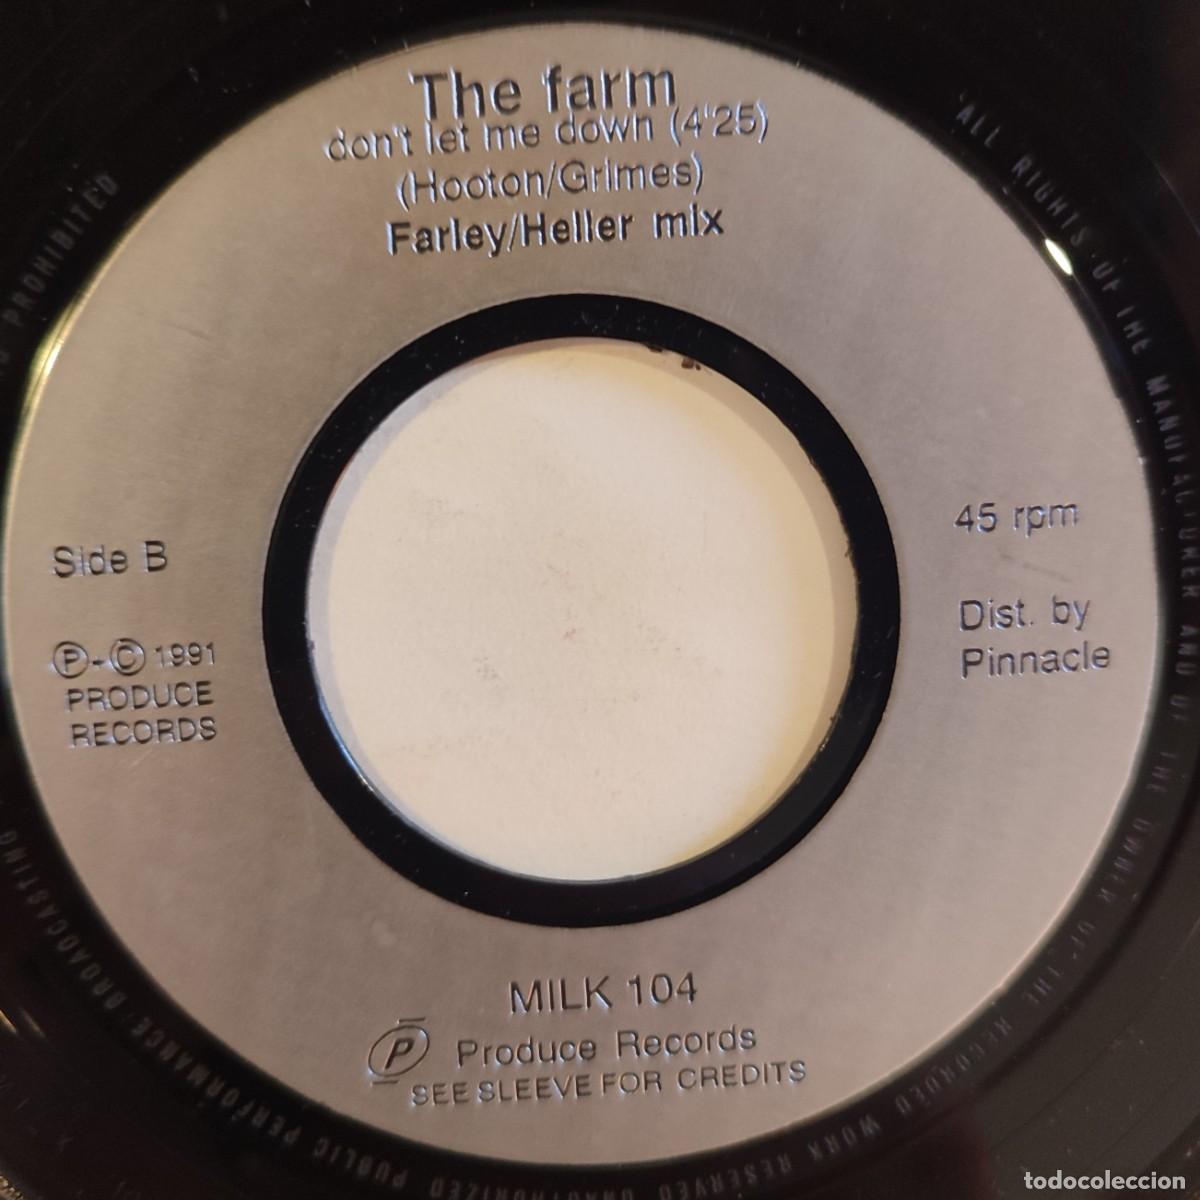 The farm
don't let me down (4'25)
(Hooton/Grimes)
Farley/Heller mix
Side B
Ⓟ-© 1991
PRODUCE
RECORDS
45 rpm
Dist. by
Pinnacle
MILK 104
P Produce Records
SEE SLEEVE FOR CREDITS
ALL RIGHTS OF THE MANUFACTURER AND OF THE OWNER OF THE RECORDED WORK RESERVED UNAUTHORIZED PUBLIC PERFORMANCE BROADCASTING
PROHIBITED
todocoleccion